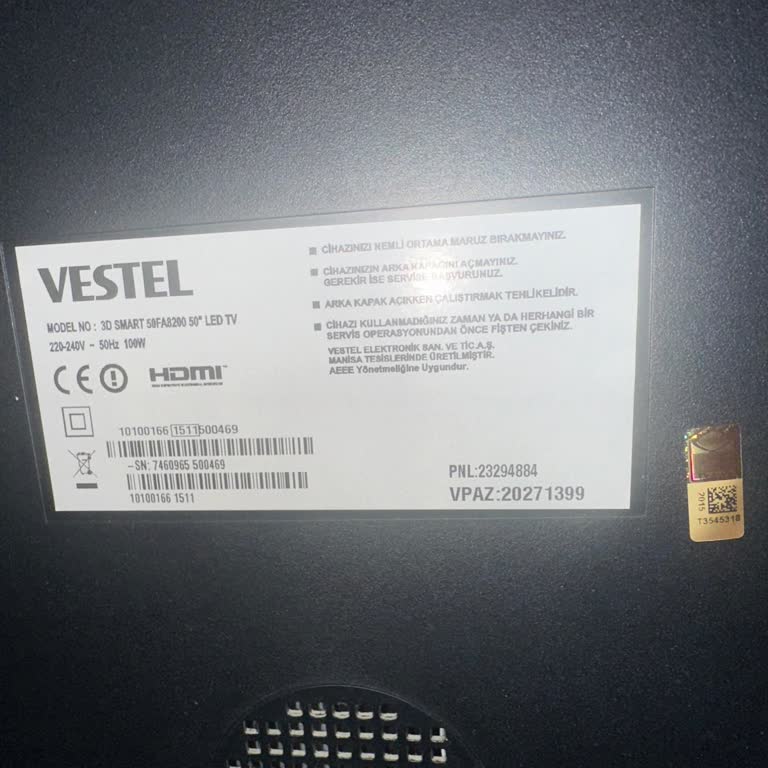 VESTEL
MODEL NO : 3D SMART 50FA8200 50" LED TV
220-240V ~ 50Hz 100W
CE
HDMI
10100166 1511 500469
-SN: 7460965 500469
10100166 1511
CİHAZINIZI NEMLİ ORTAMA MARUZ BIRAKMAYINIZ.
CİHAZINIZIN ARKA KAPAĞINI AÇMAYINIZ.
GEREKİR İSE SERVİSE BAŞVURUNUZ.
ARKA KAPAK AÇIKKEN ÇALIŞTIRMAK TEHLİKELİDİR.
CİHAZI KULLANMADIĞINIZ ZAMAN YA DA HERHANGİ BİR
SERVİS OPERASYONUNDAN ÖNCE FİŞTEN ÇEKİNİZ.
VESTEL ELEKTRONİK SAN. VE TİC.A.Ş.
MANİSA TESİSLERİNDE ÜRETİLMİŞTİR.
AEEE Yönetmeliğine Uygundur.
PNL:23294884
VPAZ:20271399
2015
T3545318